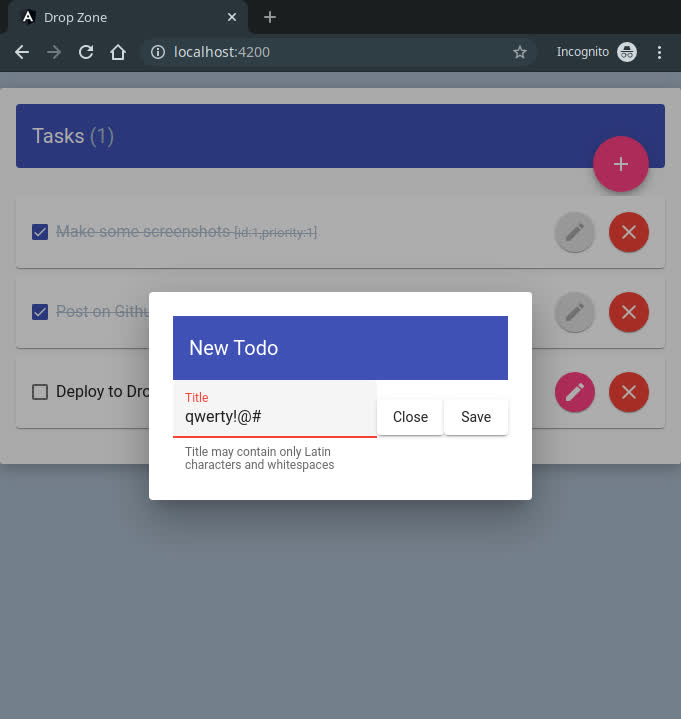 Drop Zone
localhost:4200
Incognito
Tasks (1)
Make some screenshots [id:1,priority:1]
Post on Githu
Deploy to Dro
New Todo
Title
qwerty!@#
Close
Save
Title may contain only Latin
characters and whitespaces